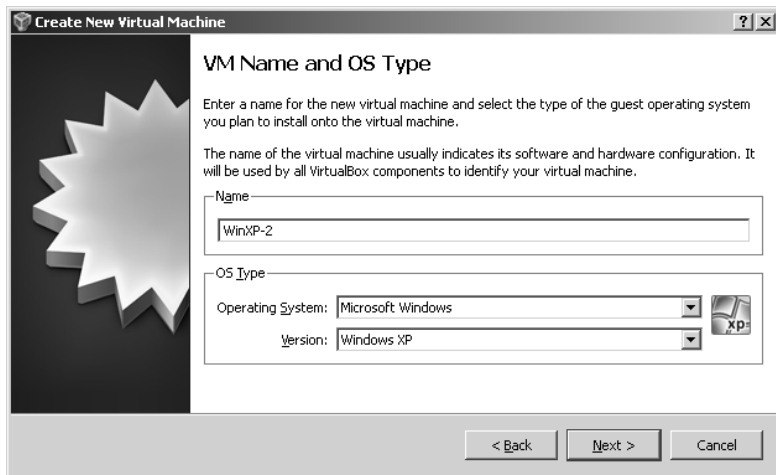 Create New Virtual Machine
VM Name and OS Type
Enter a name for the new virtual machine and select the type of the guest operating system
you plan to install onto the virtual machine.
The name of the virtual machine usually indicates its software and hardware configuration. It
will be used by all VirtualBox components to identify your virtual machine.
Name
WinXP-2
OS Type
Operating System: Microsoft Windows
xp
Version: Windows XP
< Back Next > Cancel